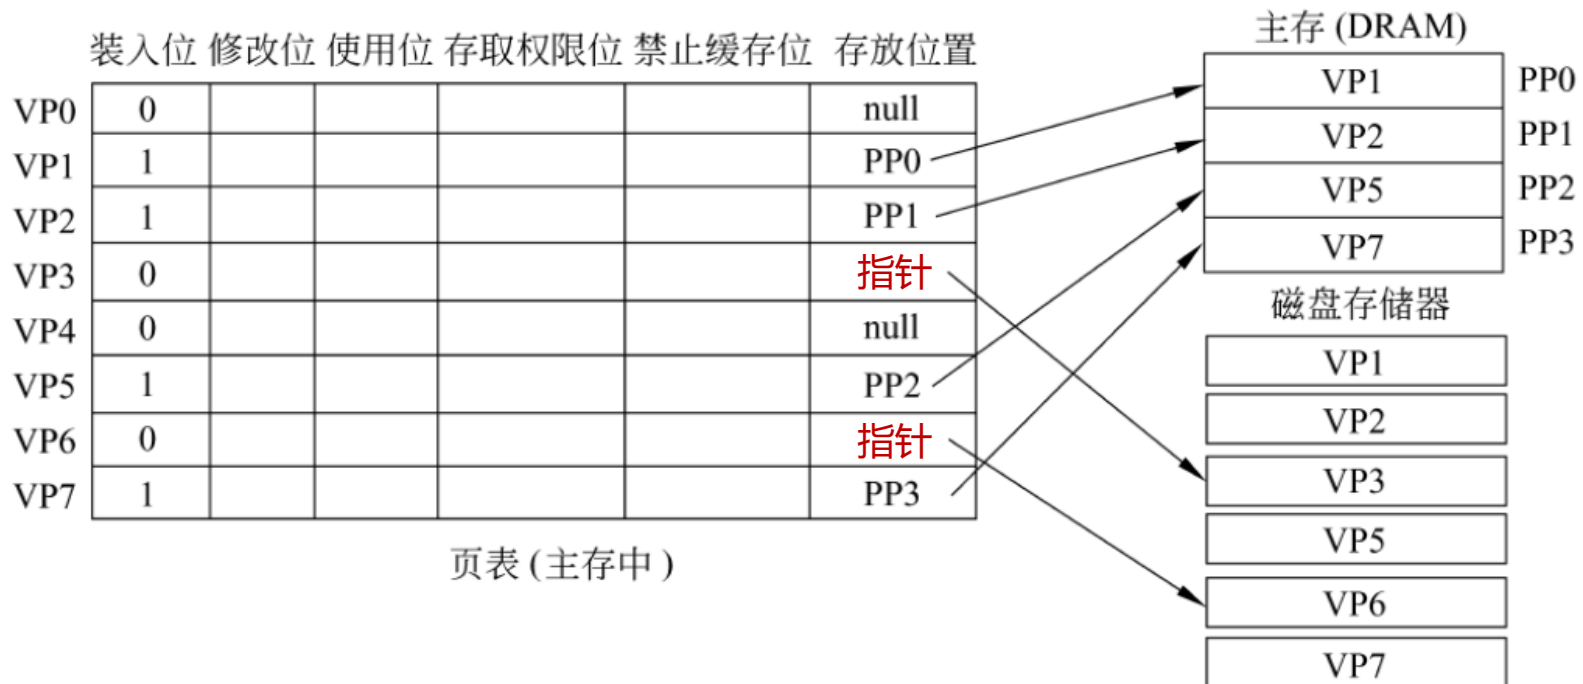 主存 (DRAM)
装入位 修改位 使用位 存取权限位 禁止缓存位 存放位置
VP0 0 null
VP1 1 PP0
VP2 1 PP1
VP3 0 指针
VP4 0 null
VP5 1 PP2
VP6 0 指针
VP7 1 PP3
页表 (主存中 )
VP1 PP0
VP2 PP1
VP5 PP2
VP7 PP3
磁盘存储器
VP1
VP2
VP3
VP5
VP6
VP7